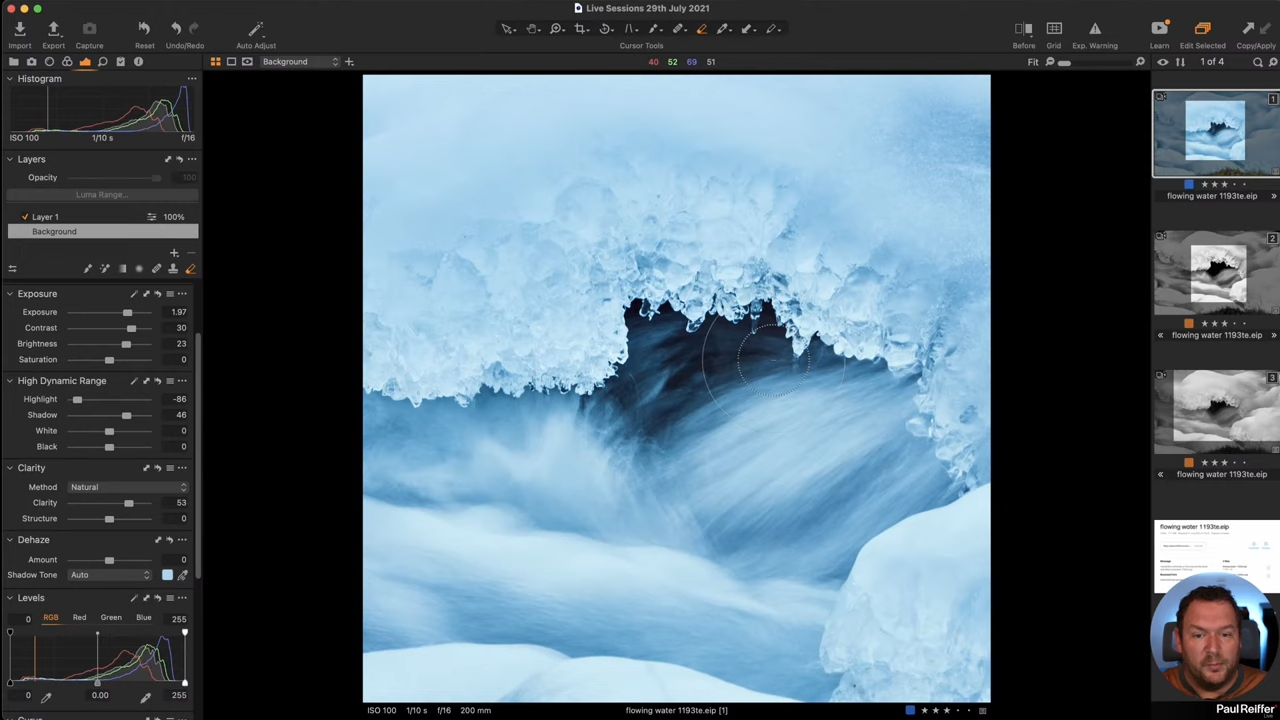 Live Sessions 29th July 2021
Import
Export
Capture
Reset
Undo/Redo
Auto Adjust
Cursor Tools
Before
Grid
Exp. Warning
Learn
Edit Selected
Copy/Apply
Background
40 52 69 51
Fit
1 of 4
Histogram
ISO 100 1/10 s f/16
Layers
Opacity 100
Luma Range...
Layer 1 100%
Background
Exposure
Exposure 1.97
Contrast 30
Brightness 23
Saturation 0
High Dynamic Range
Highlight -86
Shadow 46
White 0
Black 0
Clarity
Method Natural
Clarity 53
Structure 0
Dehaze
Amount 0
Shadow Tone Auto
Levels
0 RGB Red Green Blue 255
0 0.00 255
ISO 100 1/10 s f/16 200 mm
flowing water 1193te.eip [1]
1
flowing water 1193te.eip
2
flowing water 1193te.eip
3
flowing water 1193te.eip
flowing water 1193te.eip
Paul Reiffer
Live